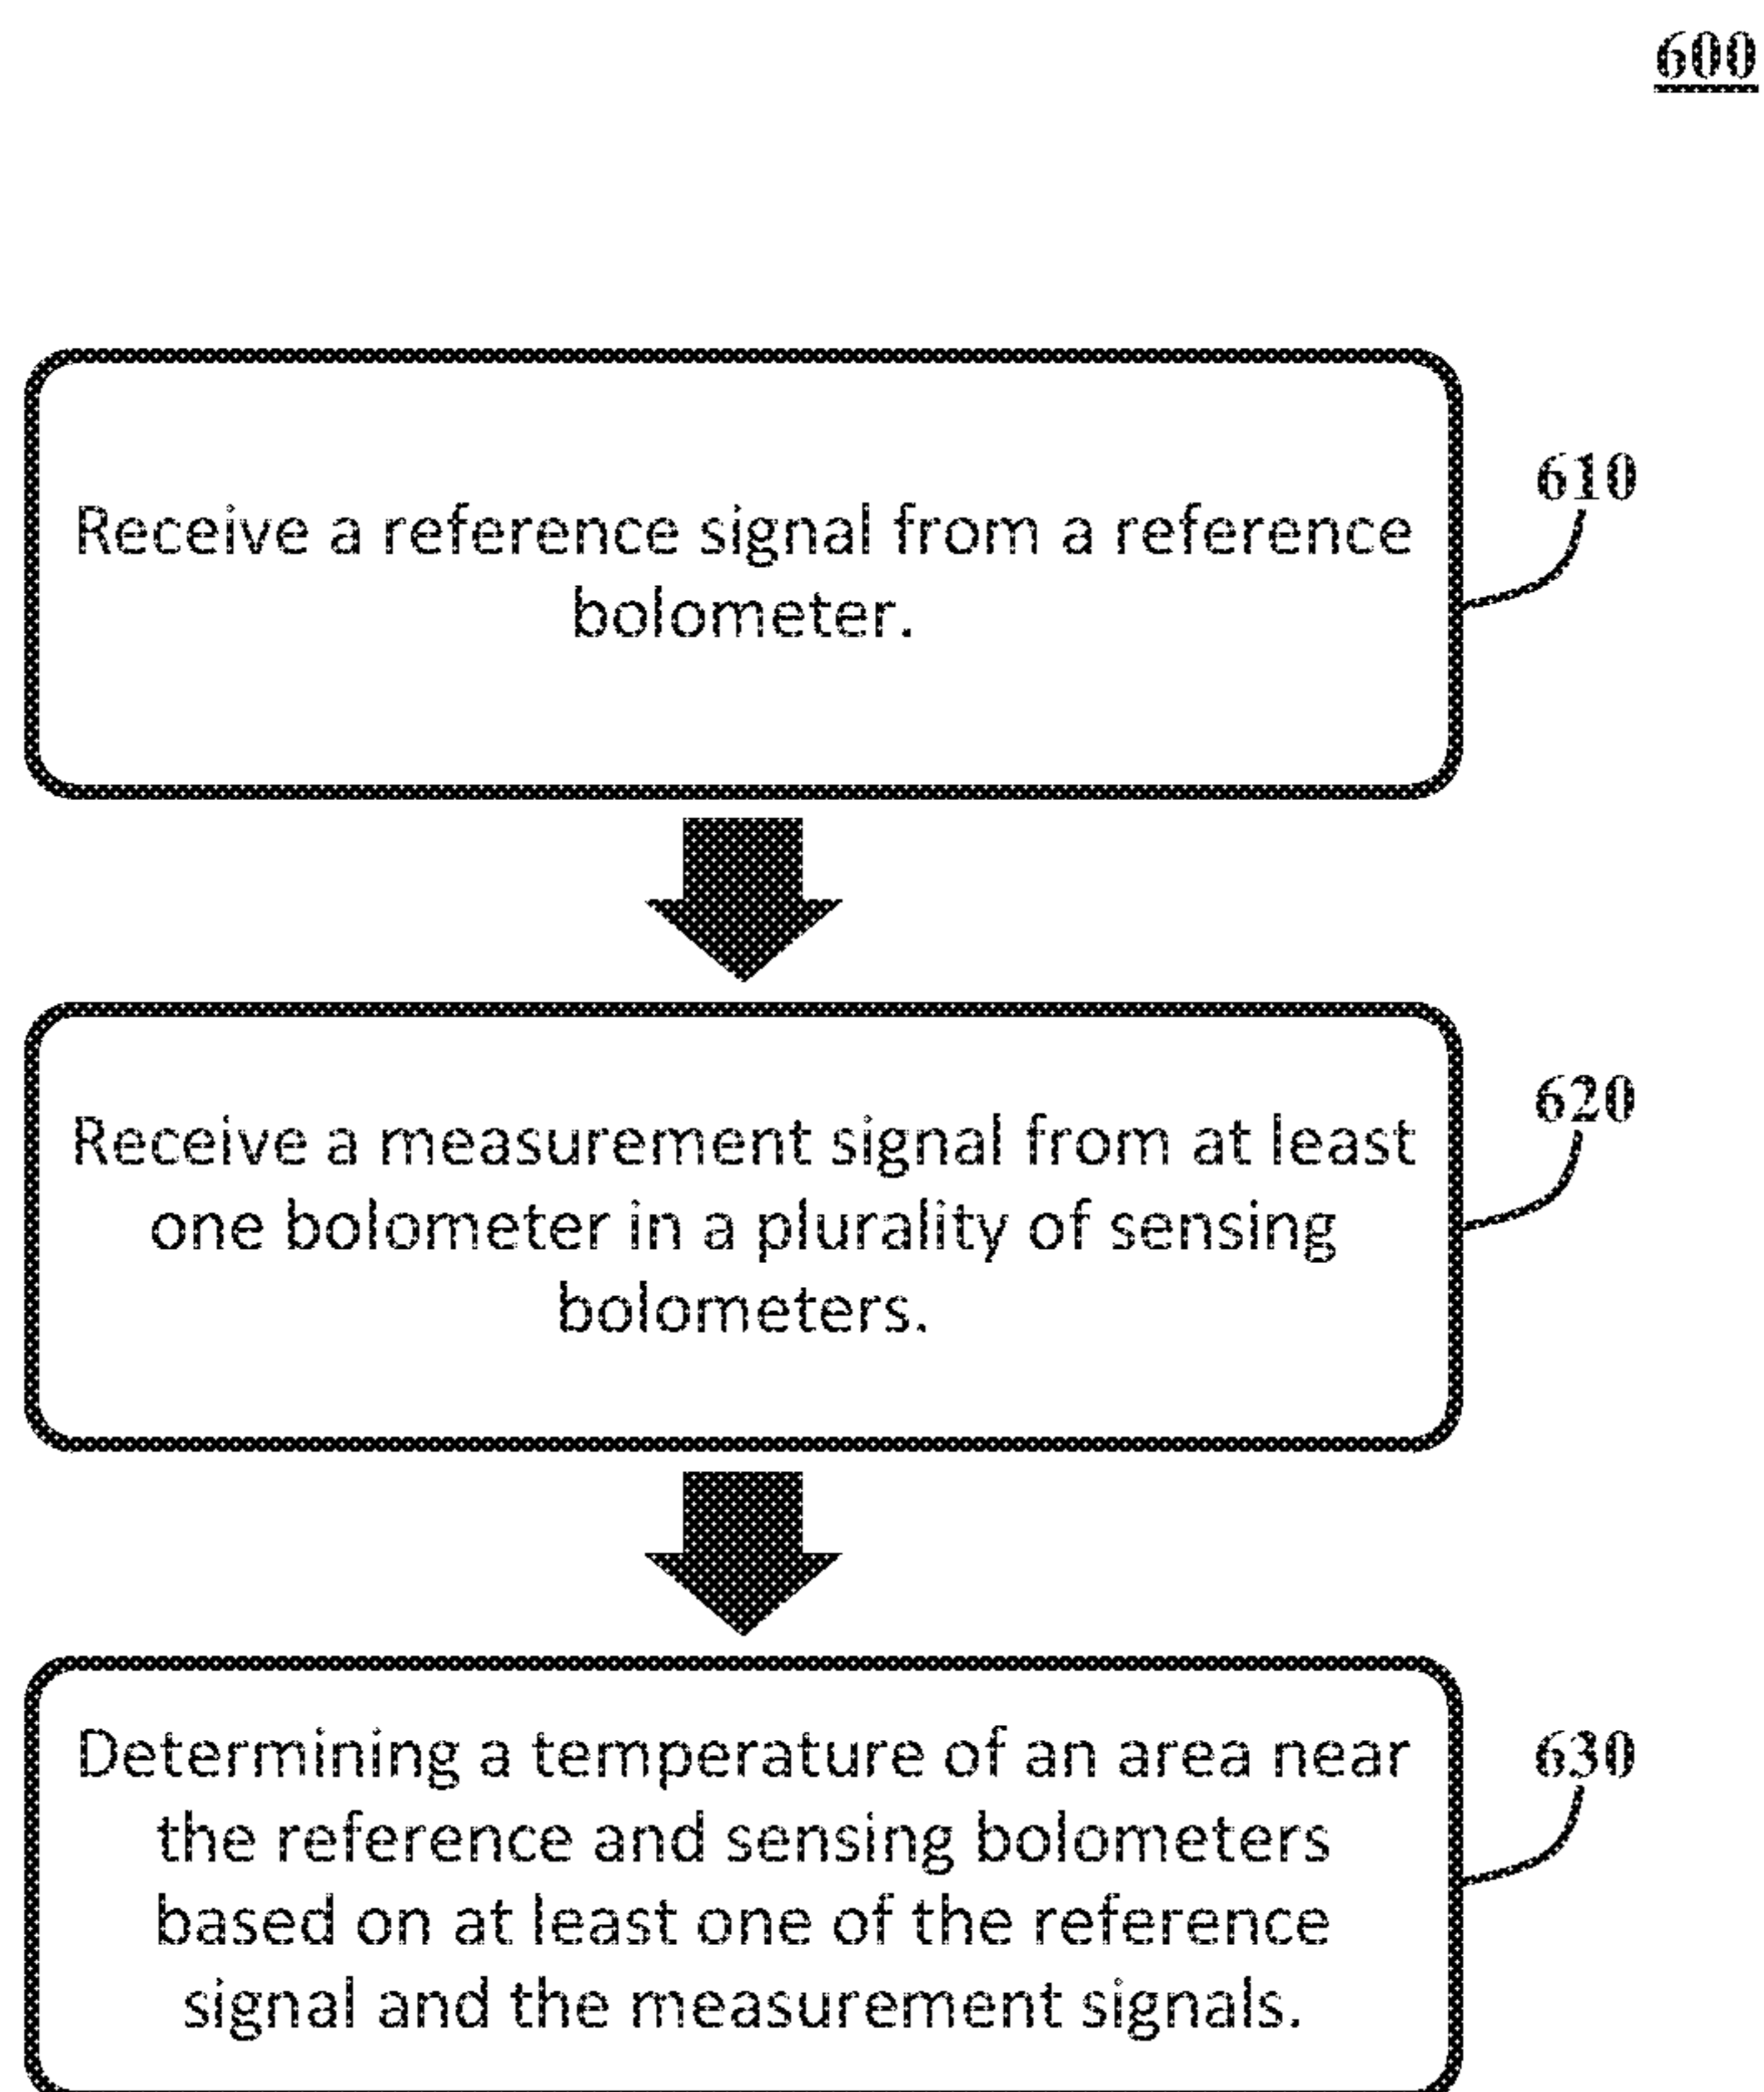 600
Receive a reference signal from a reference
bolometer.
610
Receive a measurement signal from at least
one bolometer in a plurality of sensing
bolometers.
620
Determining a temperature of an area near
the reference and sensing bolometers
based on at least one of the reference
signal and the measurement signals.
630